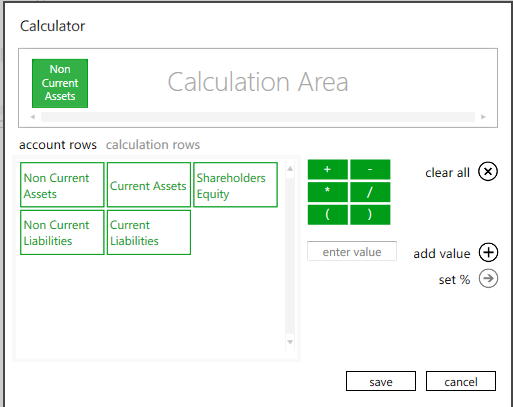 Calculator
Non
Current
Assets
Calculation Area
account rows calculation rows
Non Current
Assets
Current Assets
Shareholders
Equity
Non Current
Liabilities
Current
Liabilities
+ -
* /
( )
clear all
enter value
add value
set %
save cancel